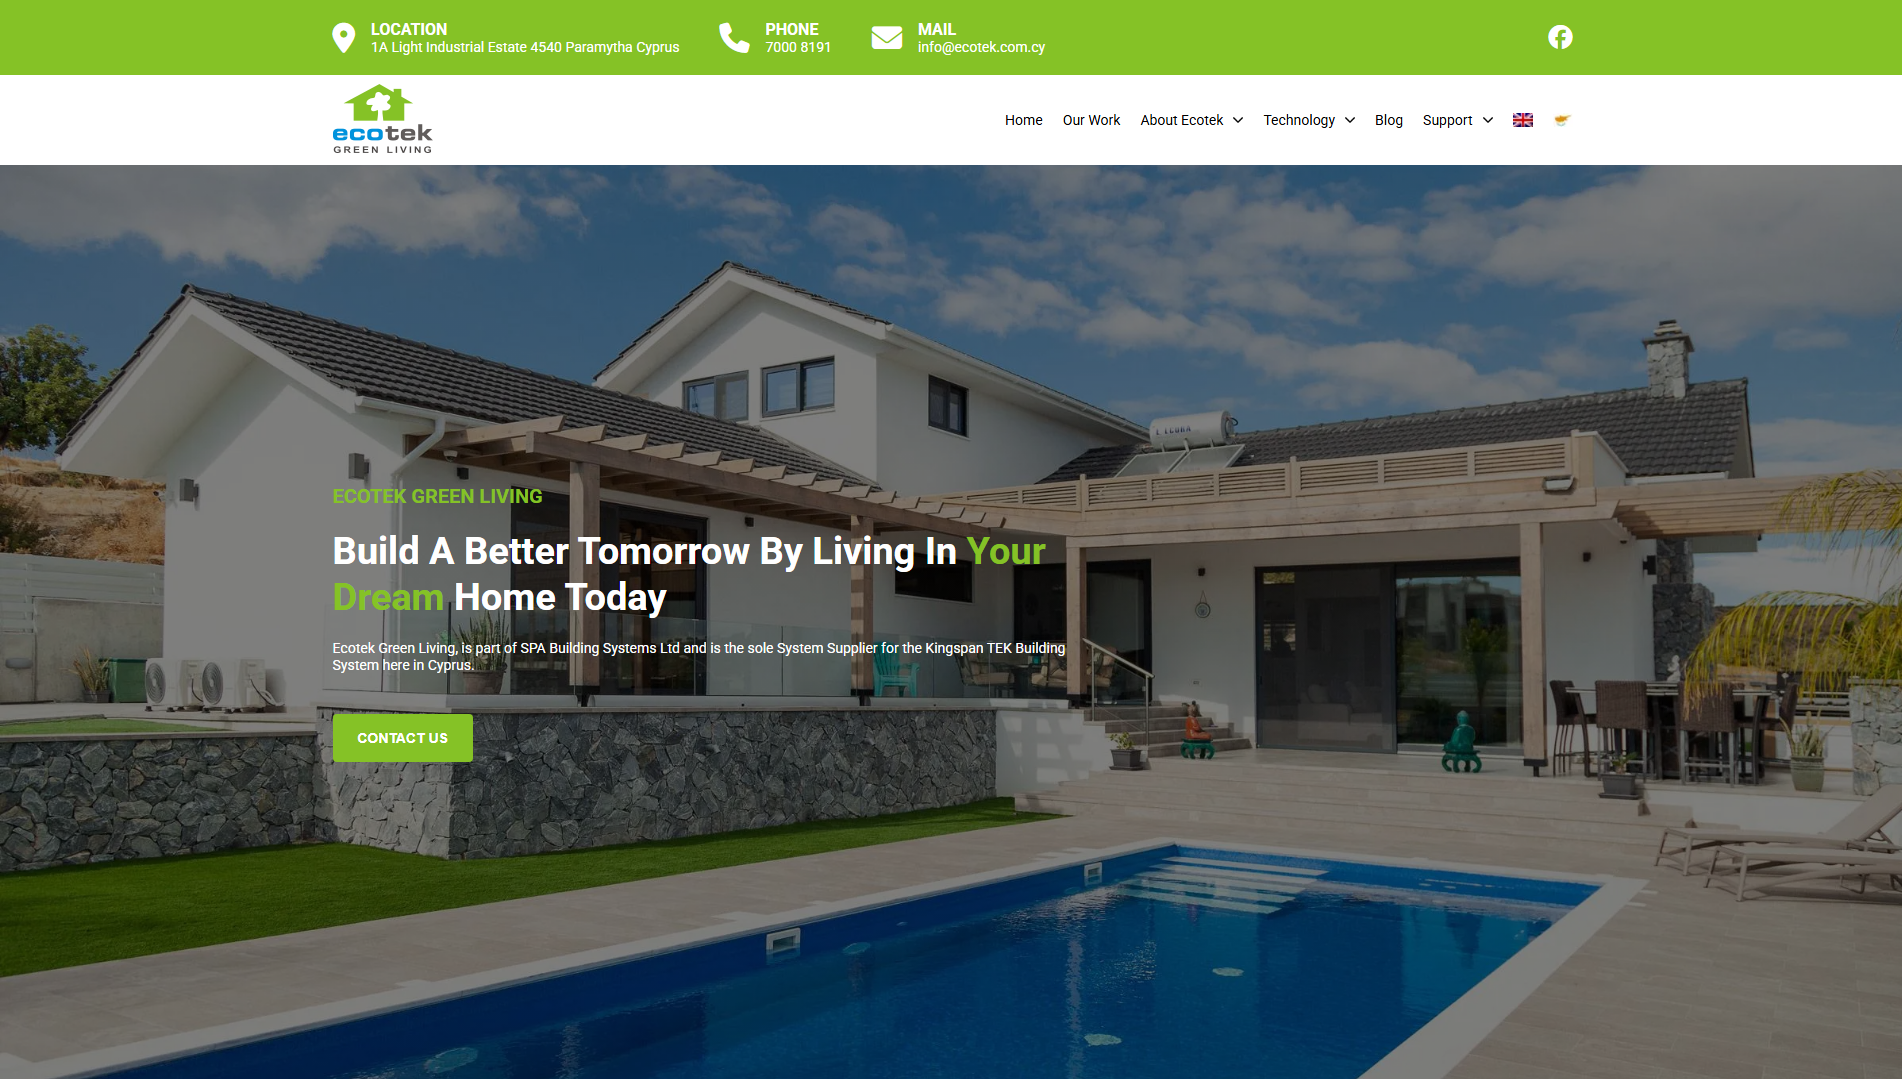 LOCATION
1A Light Industrial Estate 4540 Paramytha Cyprus
PHONE
7000 8191
MAIL
info@ecotek.com.cy
ecotek
GREEN LIVING
Home
Our Work
About Ecotek
Technology
Blog
Support
ECOTEK GREEN LIVING
Build A Better Tomorrow By Living In Your
Dream Home Today
Ecotek Green Living, is part of SPA Building Systems Ltd and is the sole System Supplier for the Kingspan TEK Building
System here in Cyprus.
CONTACT US